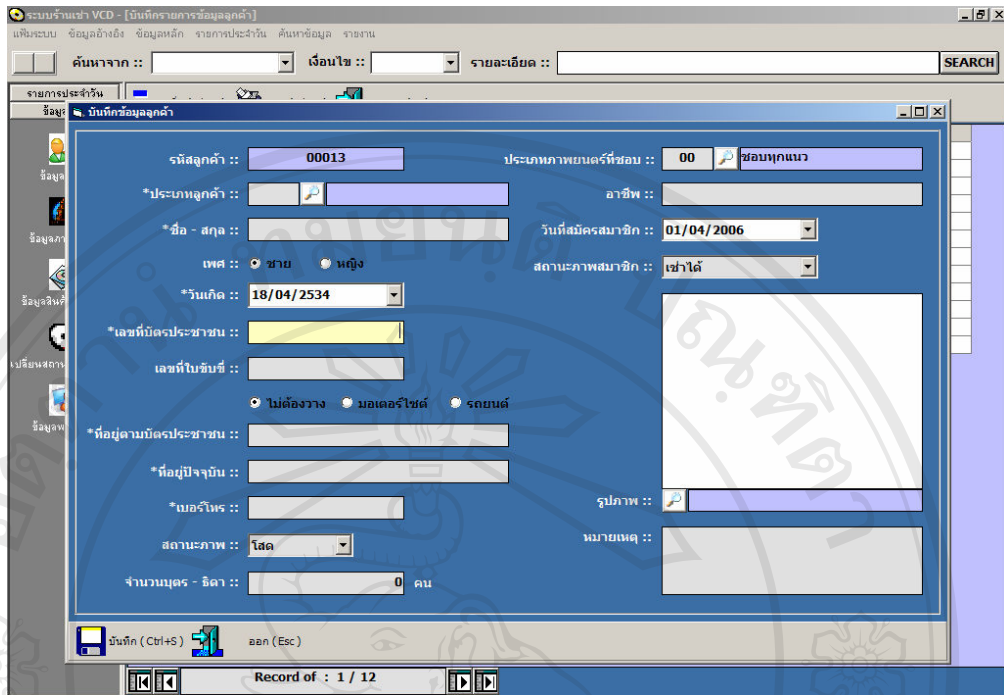 ระบบร้านเช่า VCD - [บันทึกรายการข้อมูลลูกค้า]
แฟ้มระบบ ข้อมูลอ้างอิง ข้อมูลหลัก รายการประจำวัน ค้นหาข้อมูล รายงาน
ค้นหาจาก :: เงื่อนไข :: รายละเอียด :: SEARCH
รายการประจำวัน
บันทึกข้อมูลลูกค้า
รหัสลูกค้า :: 00013 ประเภทภาพยนตร์ที่ชอบ :: 00 ชอบทุกแนว
*ประเภทลูกค้า :: อาชีพ ::
*ชื่อ - สกุล :: วันที่สมัครสมาชิก :: 01/04/2006
เพศ :: ชาย หญิง สถานะภาพสมาชิก :: เช่าได้
*วันเกิด :: 18/04/2534
*เลขที่บัตรประชาชน ::
เลขที่ใบขับขี่ ::
ไม่ต้องวาง มอเตอร์ไซต์ รถยนต์
*ที่อยู่ตามบัตรประชาชน ::
*ที่อยู่ปัจจุบัน ::
*เบอร์โทร :: รูปภาพ ::
สถานะภาพ :: โสด หมายเหตุ ::
จำนวนบุตร - ธิดา :: 0 คน
บันทึก (Ctrl+S) ออก (Esc)
Record of : 1 / 12